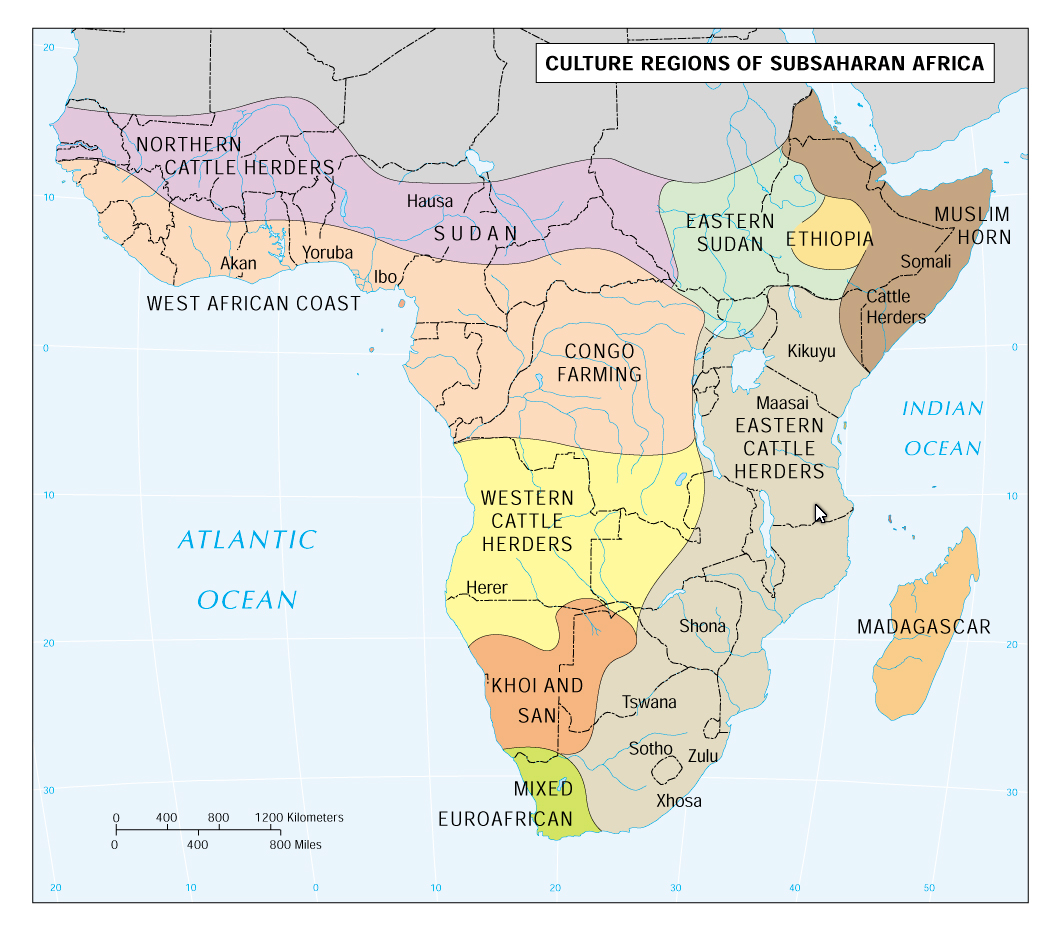 20
CULTURE REGIONS OF SUBSAHARAN AFRICA
NORTHERN
CATTLE HERDERS
10
10
Hausa
SUDAN
EASTERN
SUDAN
ETHIOPIA
MUSLIM
HORN
Somali
Akan
Yoruba
Ibo
WEST AFRICAN COAST
Cattle
Herders
0
0
CONGO
FARMING
Kikuyu
Maasai
EASTERN
CATTLE
HERDERS
INDIAN
OCEAN
10
10
WESTERN
CATTLE
HERDERS
ATLANTIC
OCEAN
Herer
Shona
MADAGASCAR
20
20
KHOI AND
SAN
Tswana
Sotho
Zulu
Xhosa
30
30
MIXED
EUROAFRICAN
0 400 800 1200 Kilometers
0 400 800 Miles
20 10 0 10 20 30 40 50